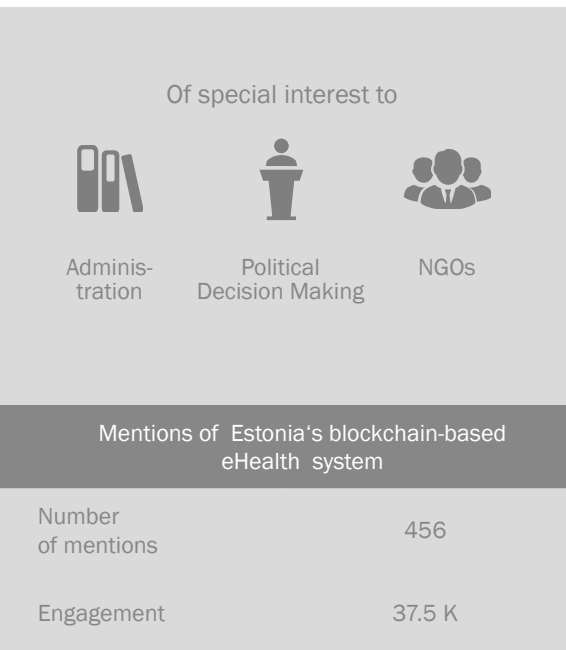 Of special interest to
Adminis-
tration
Political
Decision Making
NGOs
Mentions of Estonia‘s blockchain-based
eHealth system
Number
of mentions
456
Engagement
37.5 K